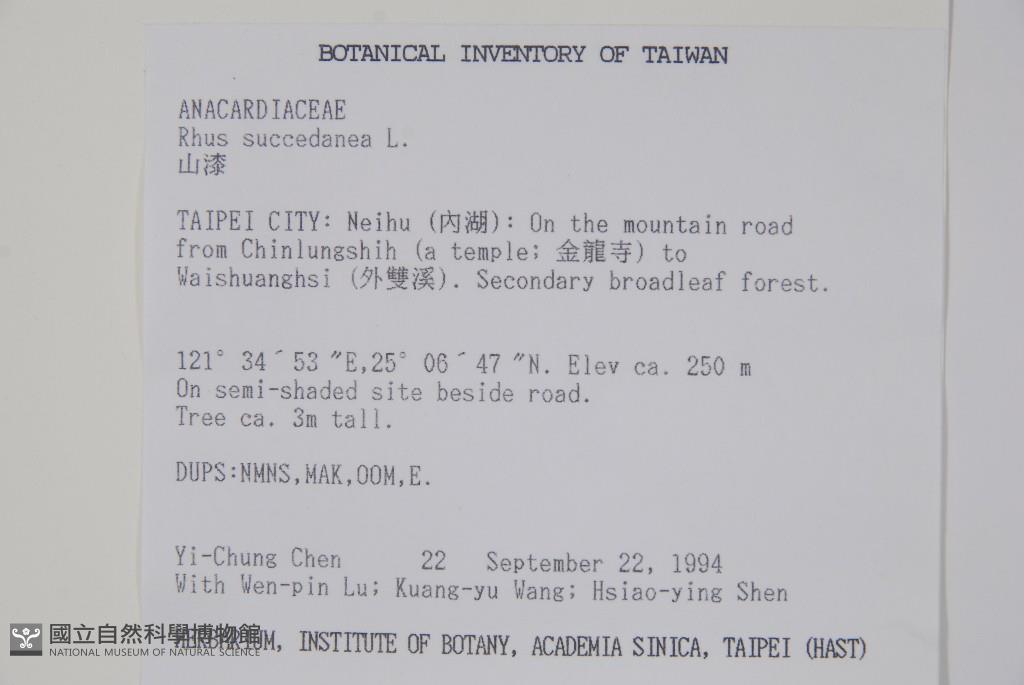 BOTANICAL INVENTORY OF TAIWAN
ANACARDIACEAE
Rhus succedanea L.
山漆
TAIPEI CITY: Neihu (內湖): On the mountain road
from Chinlungshih (a temple; 金龍寺) to
Waishuanghsi (外雙溪). Secondary broadleaf forest.
121° 34´53 ″E,25° 06´47 ″N. Elev ca. 250 m
On semi-shaded site beside road.
Tree ca. 3m tall.
DUPS:NMNS,MAK,OOM,E.
Yi-Chung Chen 22 September 22, 1994
With Wen-pin Lu; Kuang-yu Wang; Hsiao-ying Shen
HERBARIUM, INSTITUTE OF BOTANY, ACADEMIA SINICA, TAIPEI (HAST)
國立自然科學博物館
NATIONAL MUSEUM OF NATURAL SCIENCE